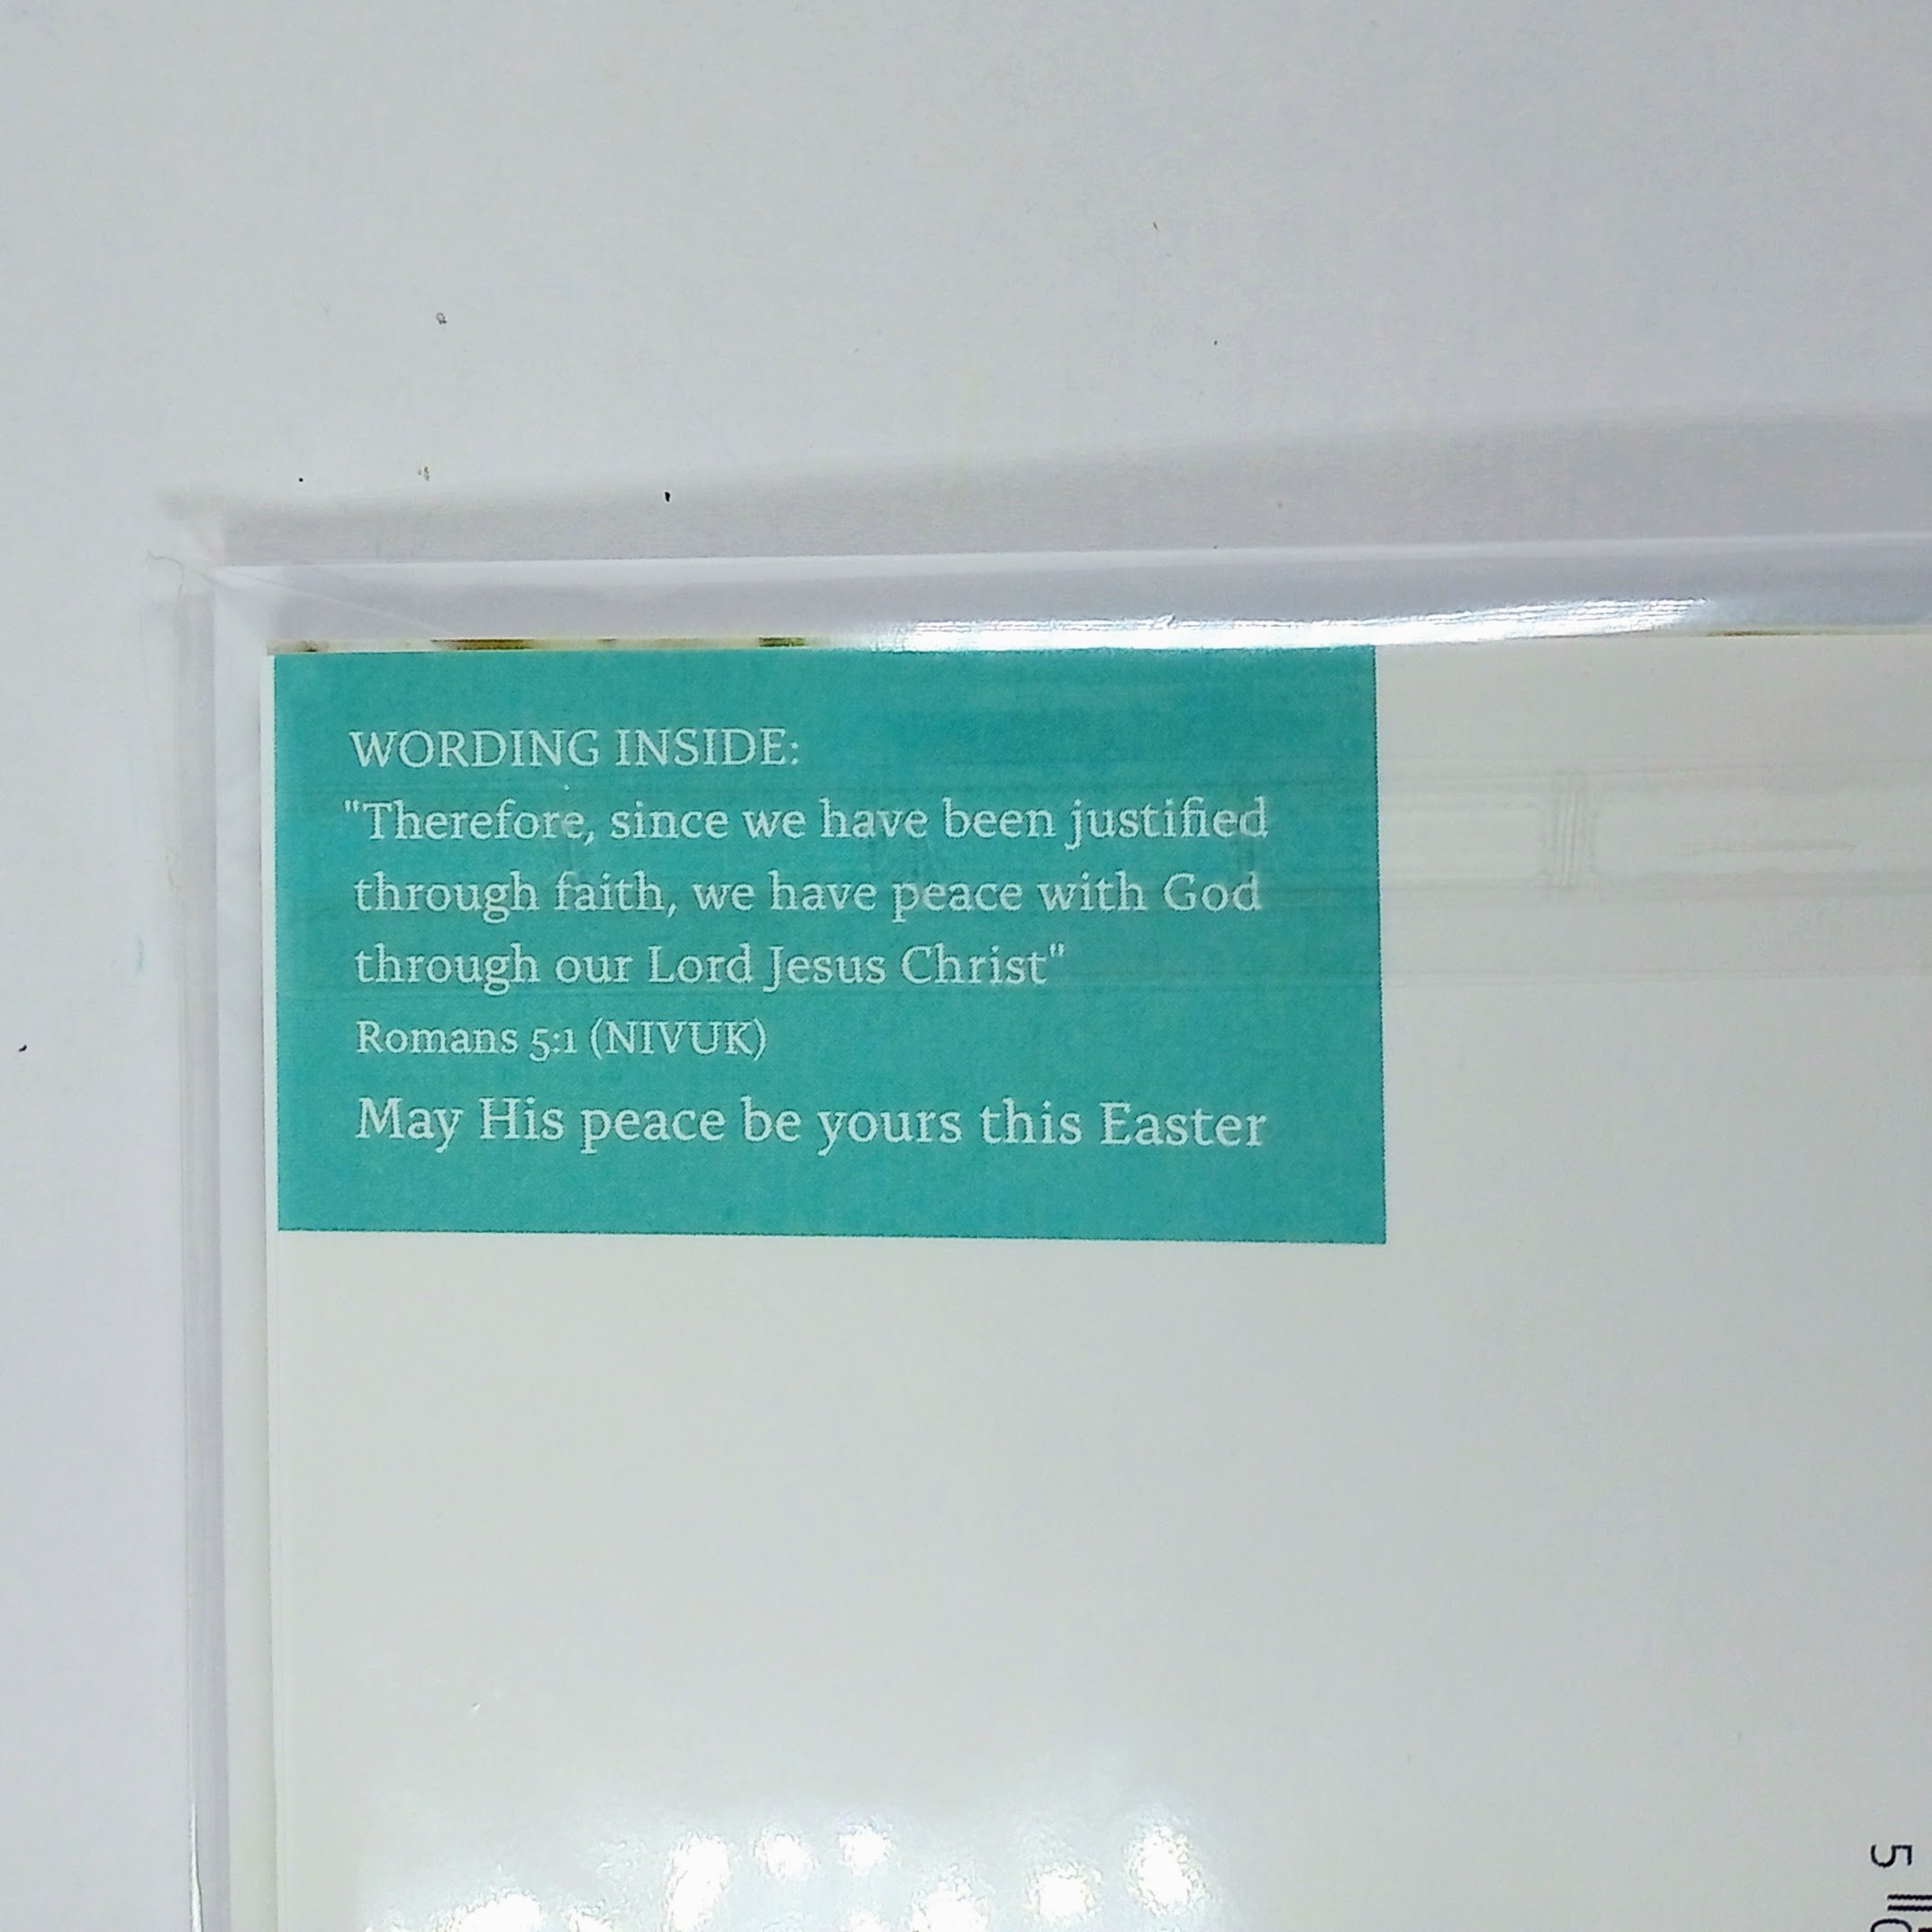 WORDING INSIDE:
"Therefore, since we have been justified
through faith, we have peace with God
through our Lord Jesus Christ"
Romans 5:1 (NIVUK)
May His peace be yours this Easter
5